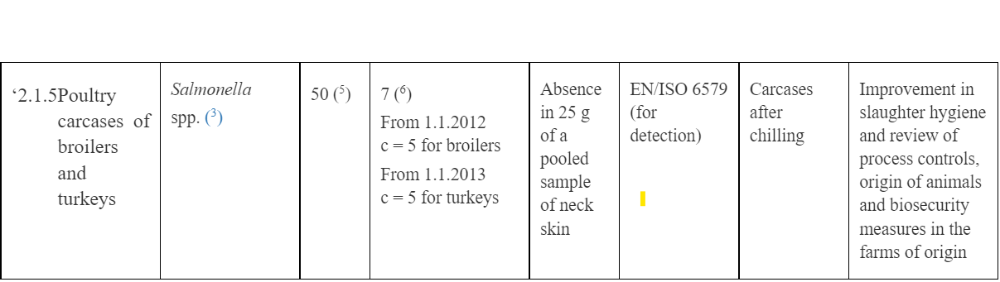 ‘2.1.5Poultry
carcases of
broilers
and
turkeys
Salmonella
spp. (³)
50 (⁵)
7 (⁶)
From 1.1.2012
c = 5 for broilers
From 1.1.2013
c = 5 for turkeys
Absence
in 25 g
of a
pooled
sample
of neck
skin
EN/ISO 6579
(for
detection)
Carcases
after
chilling
Improvement in
slaughter hygiene
and review of
process controls,
origin of animals
and biosecurity
measures in the
farms of origin